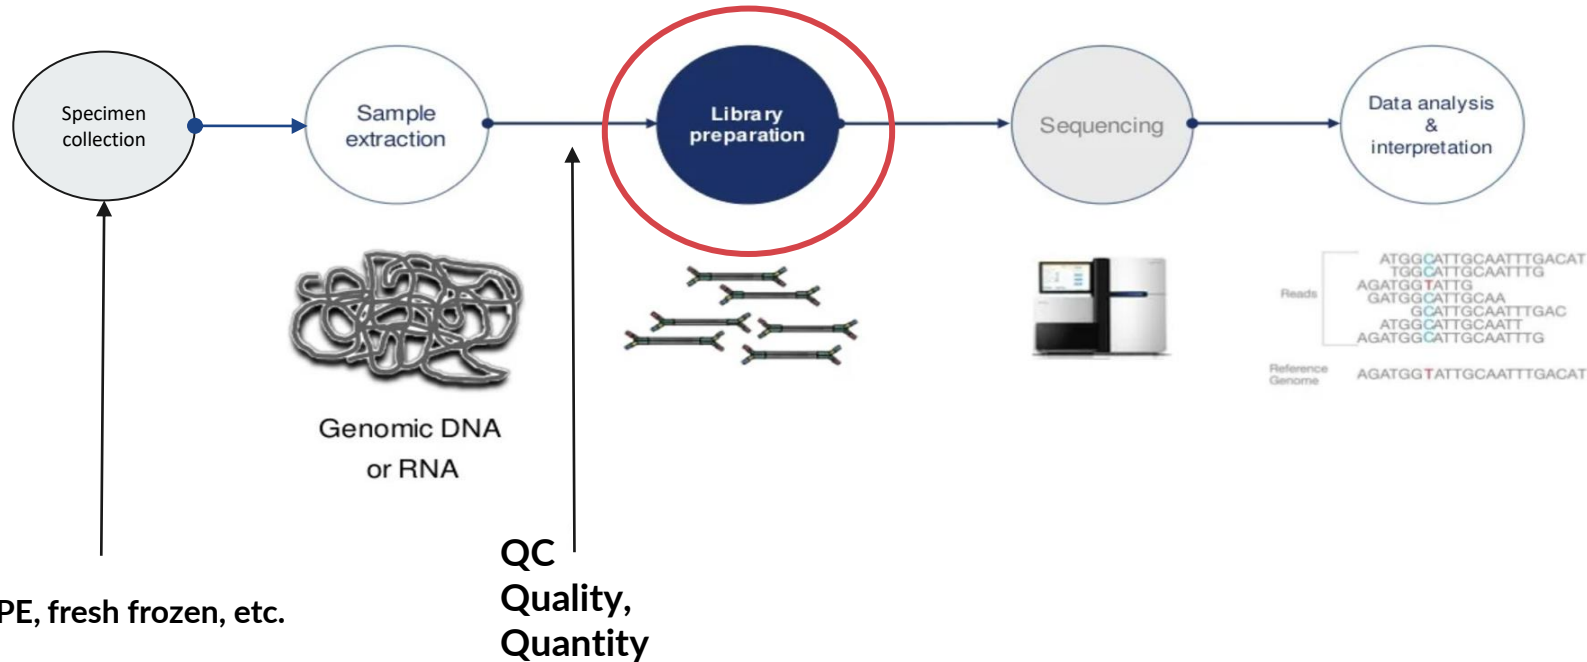 Specimen
collection
Sample
extraction
Library
preparation
Sequencing
Data analysis
&
interpretation
Genomic DNA
or RNA
Reads
ATGGCATTGCAATTTGACAT
TGGCATTGCAATTTG
AGATGGTATTG
GATGGCATTGCAA
GCATTGCAATTTGAC
ATGGCATTGCAATT
AGATGGCATTGCAATTTG
Reference
Genome
AGATGGTATTGCAATTTGACAT
PE, fresh frozen, etc.
QC
Quality,
Quantity